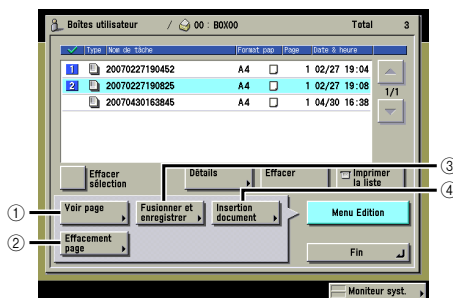 Boîtes utilisateur / 00 : BOX00 Total 3
Type Nom de tâche Format pap Page Date & heure
1 20070227190452 A4 1 02/27 19:04
2 20070227190825 A4 1 02/27 19:08
20070430163845 A4 1 04/30 16:38
1/1
Effacer sélection
Détails
Effacer
Imprimer la liste
Voir page
Fusionner et enregistrer
Insertion document
Menu Edition
Effacement page
Fin
Moniteur syst.
①
②
③
④